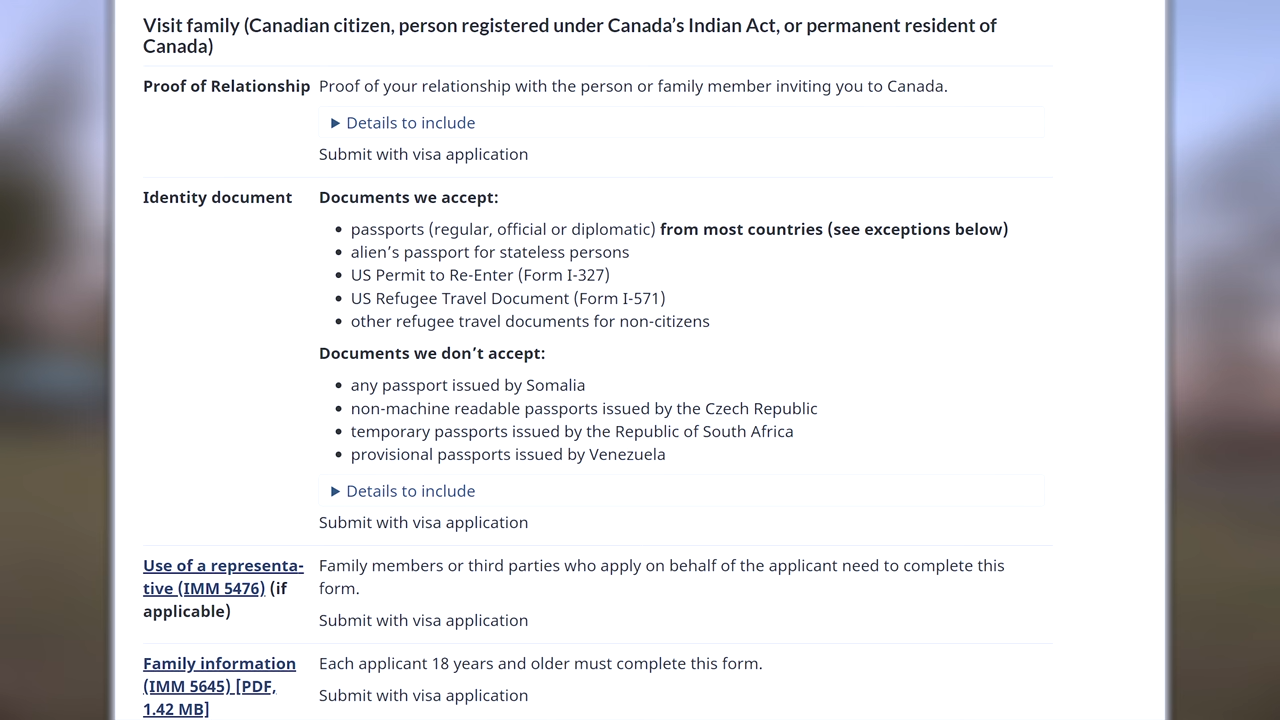 Visit family (Canadian citizen, person registered under Canada’s Indian Act, or permanent resident of
Canada)
Proof of Relationship
Proof of your relationship with the person or family member inviting you to Canada.
▶ Details to include
Submit with visa application
Identity document
Documents we accept:
• passports (regular, official or diplomatic) from most countries (see exceptions below)
• alien’s passport for stateless persons
• US Permit to Re-Enter (Form I-327)
• US Refugee Travel Document (Form I-571)
• other refugee travel documents for non-citizens
Documents we don’t accept:
• any passport issued by Somalia
• non-machine readable passports issued by the Czech Republic
• temporary passports issued by the Republic of South Africa
• provisional passports issued by Venezuela
▶ Details to include
Submit with visa application
Use of a representa-
tive (IMM 5476) (if
applicable)
Family members or third parties who apply on behalf of the applicant need to complete this
form.
Submit with visa application
Family information
(IMM 5645) [PDF,
1.42 MB]
Each applicant 18 years and older must complete this form.
Submit with visa application